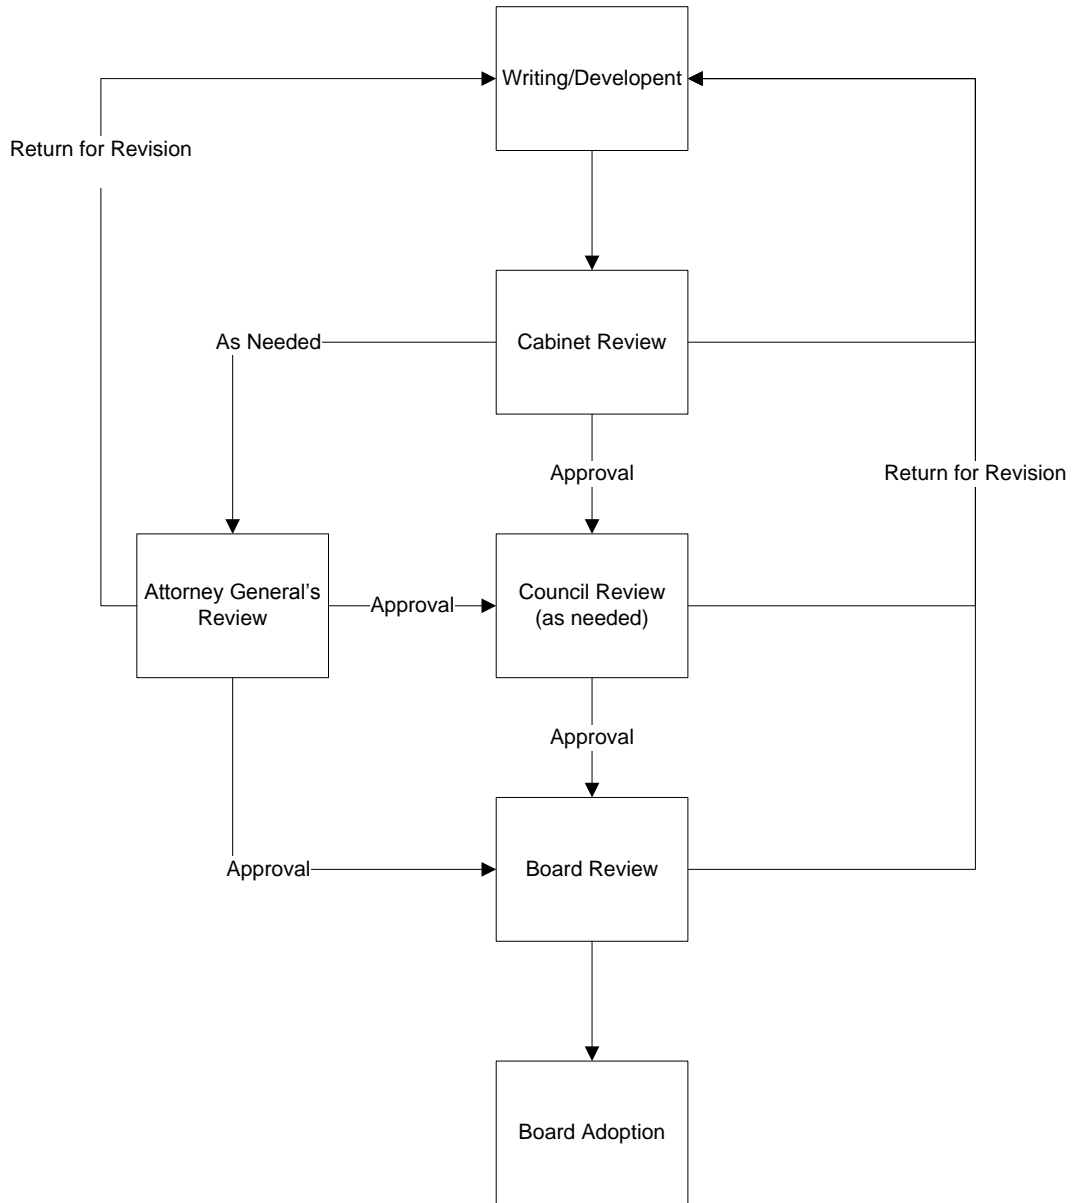 Writing/Developent
Return for Revision
As Needed
Cabinet Review
Approval
Return for Revision
Attorney General's
Review
Approval
Council Review
(as needed)
Approval
Approval
Board Review
Board Adoption